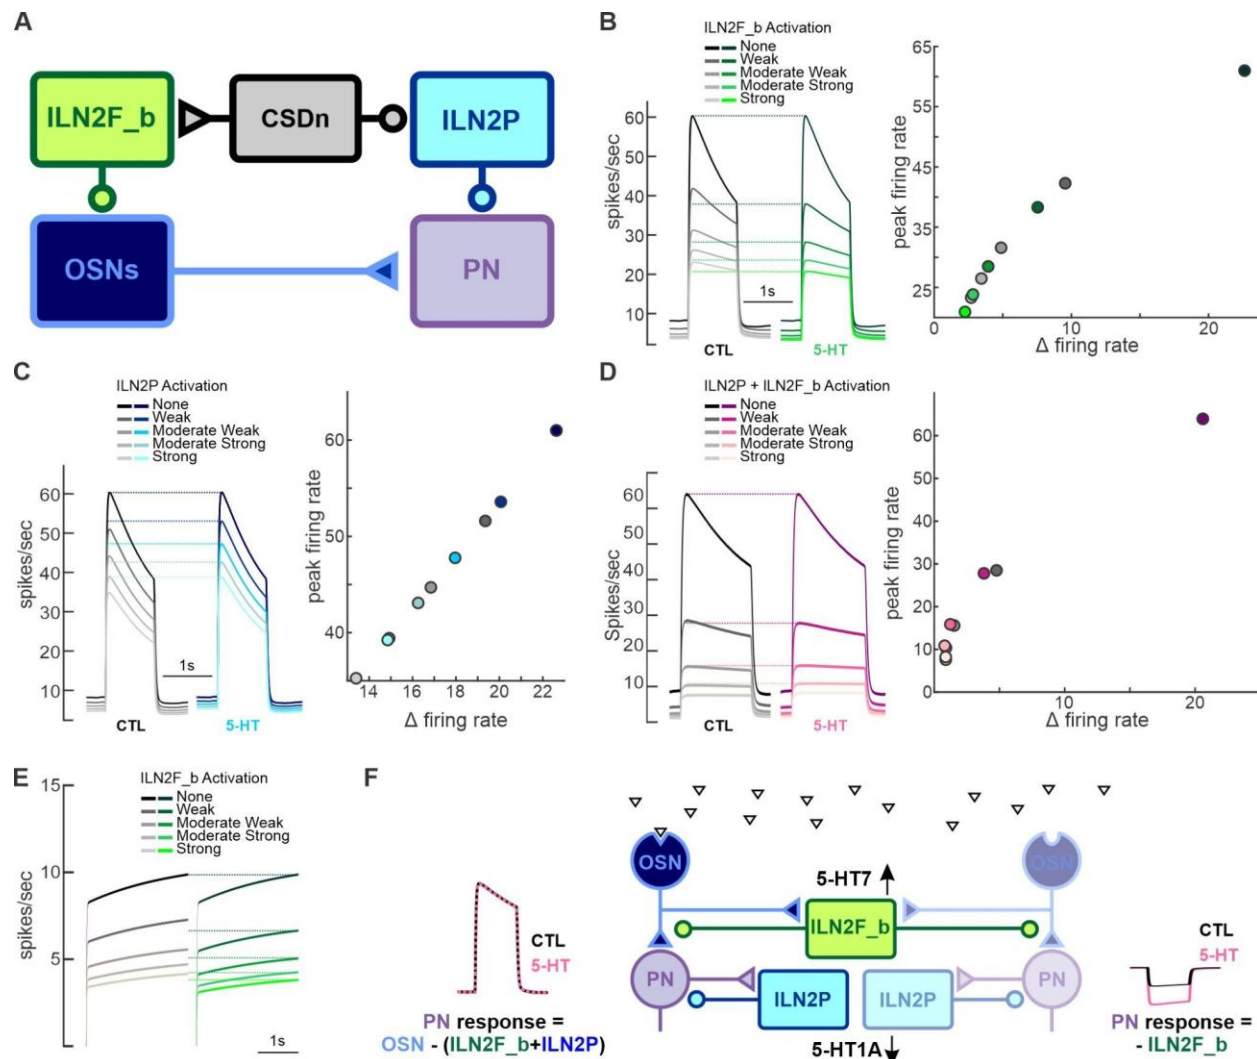 A
ILN2F_b
CSDn
ILN2P
OSNs
PN
B
ILN2F_b Activation
None
Weak
Moderate Weak
Moderate Strong
Strong
spikes/sec
60
50
40
30
20
10
1s
CTL
5-HT
peak firing rate
65
55
45
35
25
0
10
20
Δ firing rate
C
ILN2P Activation
None
Weak
Moderate Weak
Moderate Strong
Strong
spikes/sec
60
50
40
30
20
10
1s
CTL
5-HT
peak firing rate
60
50
40
14
16
18
20
22
Δ firing rate
D
ILN2P + ILN2F_b Activation
None
Weak
Moderate Weak
Moderate Strong
Strong
Spikes/sec
60
50
40
30
20
10
1s
CTL
5-HT
peak firing rate
60
50
40
30
20
10
0
10
20
Δ firing rate
E
ILN2F_b Activation
None
Weak
Moderate Weak
Moderate Strong
Strong
spikes/sec
15
10
5
1s
F
CTL
5-HT
PN response =
OSN - (ILN2F_b+ILN2P)
OSN
OSN
5-HT7
ILN2F_b
PN
PN
ILN2P
ILN2P
5-HT1A
CTL
5-HT
PN response =
- ILN2F_b